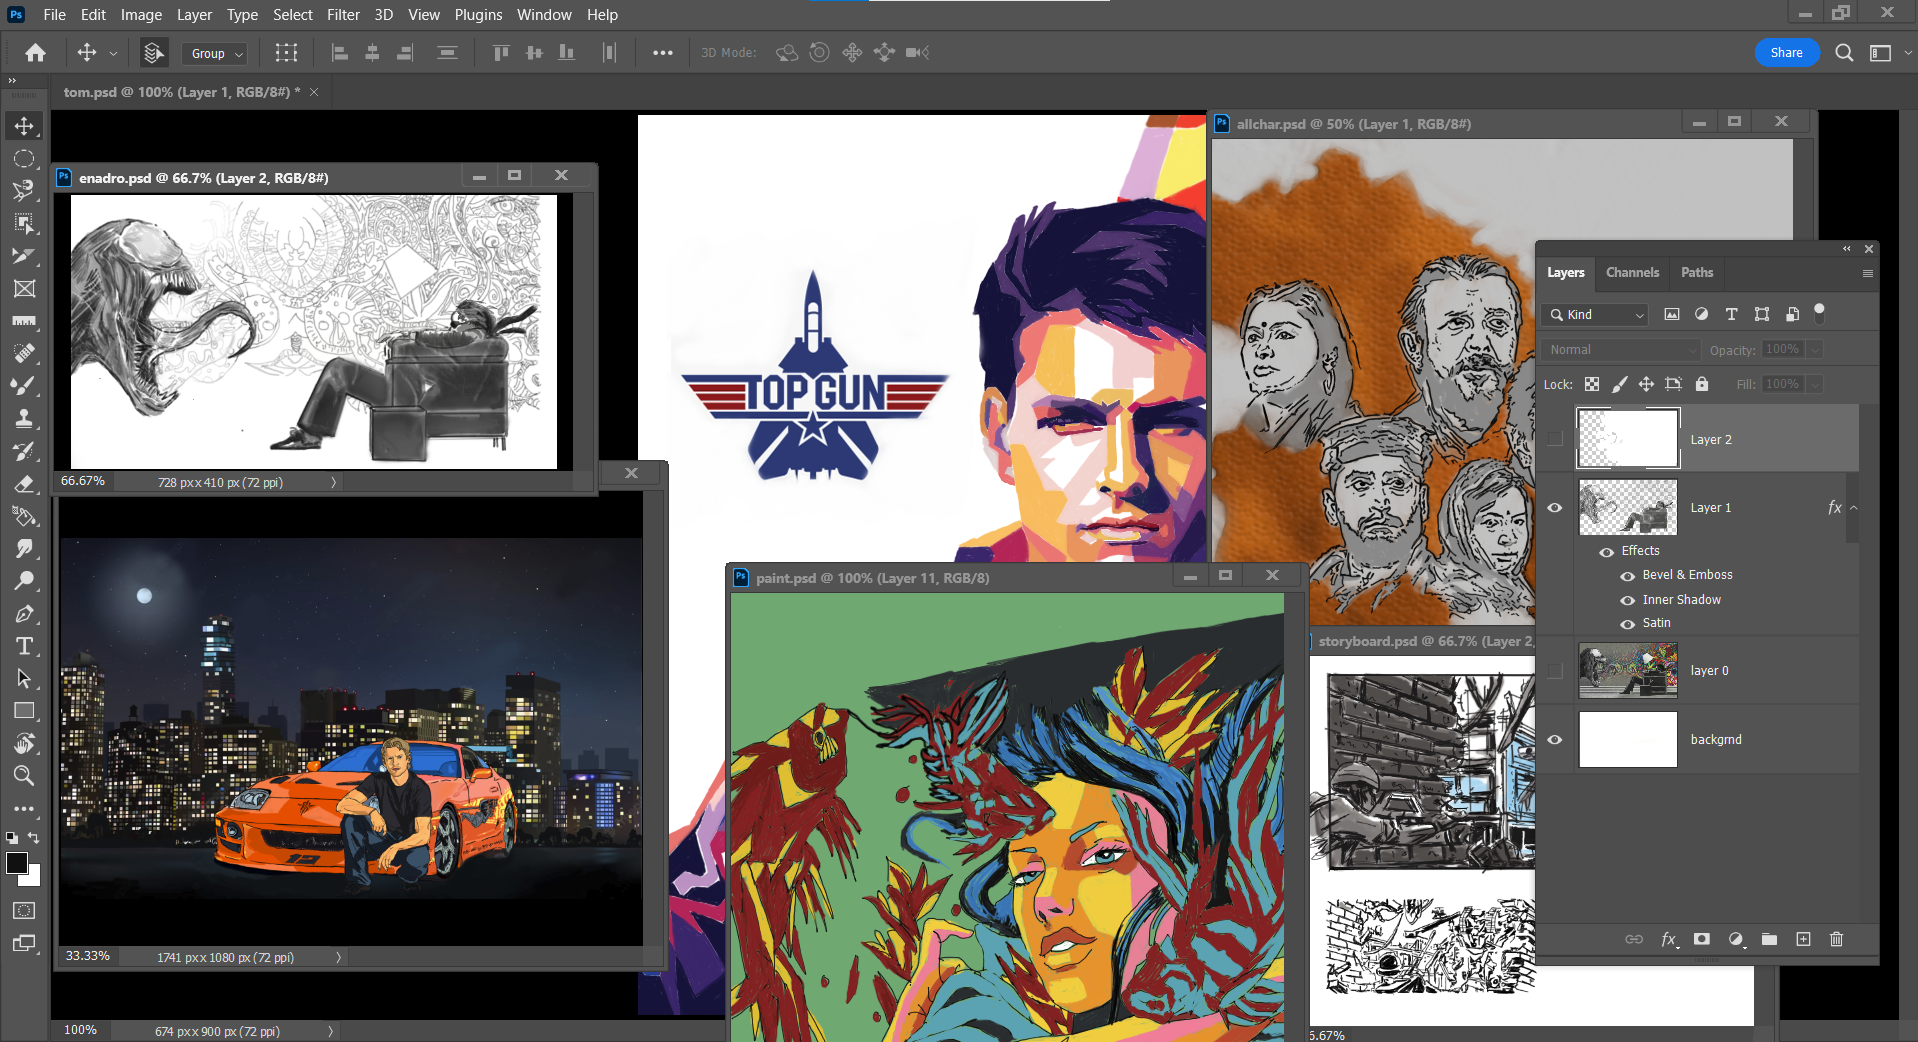 Ps File Edit Image Layer Type Select Filter 3D View Plugins Window Help
Group 3D Mode: Share
tom.psd @ 100% (Layer 1, RGB/8#) *
enadro.psd @ 66.7% (Layer 2, RGB/8#)
66.67% 728 px x 410 px (72 ppi)
33.33% 1741 px x 1080 px (72 ppi)
100% 674 px x 900 px (72 ppi)
TOP GUN
allchar.psd @ 50% (Layer 1, RGB/8#)
paint.psd @ 100% (Layer 11, RGB/8)
storyboard.psd @ 66.7% (Layer 2,
6.67%
Layers Channels Paths
Kind
Normal Opacity: 100%
Lock: Fill: 100%
Layer 2
Layer 1 fx
Effects
Bevel & Emboss
Inner Shadow
Satin
layer 0
backgrnd
fx